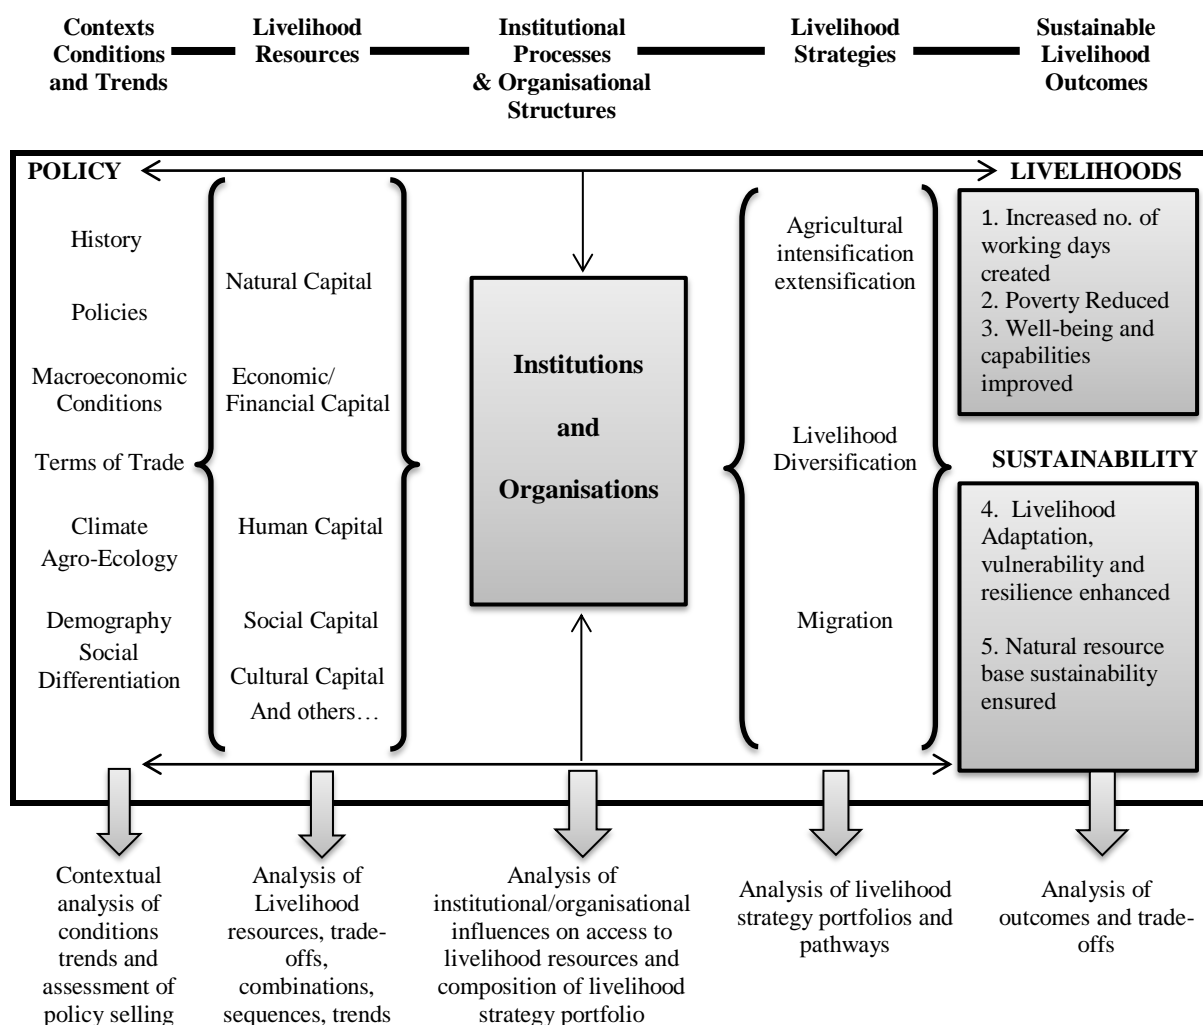 Contexts
Conditions
and Trends
Livelihood
Resources
Institutional
Processes
& Organisational
Structures
Livelihood
Strategies
Sustainable
Livelihood
Outcomes
POLICY
History
Policies
Macroeconomic
Conditions
Terms of Trade
Climate
Agro-Ecology
Demography
Social
Differentiation
Natural Capital
Economic/
Financial Capital
Human Capital
Social Capital
Cultural Capital
And others…
Institutions
and
Organisations
Agricultural
intensification
extensification
Livelihood
Diversification
Migration
LIVELIHOODS
1. Increased no. of
working days
created
2. Poverty Reduced
3. Well-being and
capabilities
improved
SUSTAINABILITY
4. Livelihood
Adaptation,
vulnerability and
resilience enhanced
5. Natural resource
base sustainability
ensured
Contextual
analysis of
conditions
trends and
assessment of
policy selling
Analysis of
Livelihood
resources, trade-
offs,
combinations,
sequences, trends
Analysis of
institutional/organisational
influences on access to
livelihood resources and
composition of livelihood
strategy portfolio
Analysis of livelihood
strategy portfolios and
pathways
Analysis of
outcomes and trade-
offs